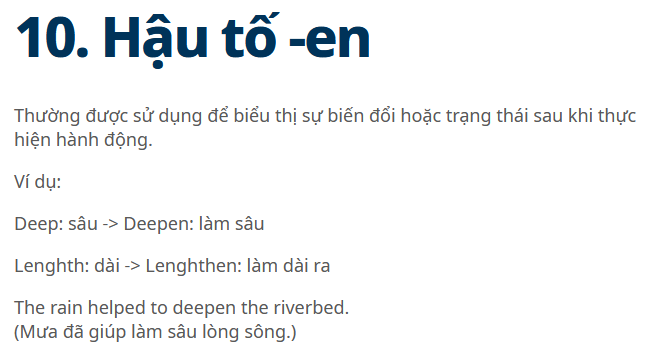 10. Hậu tố -en
Thường được sử dụng để biểu thị sự biến đổi hoặc trạng thái sau khi thực
hiện hành động.
Ví dụ:
Deep: sâu -> Deepen: làm sâu
Lenghth: dài -> Lenghthen: làm dài ra
The rain helped to deepen the riverbed.
(Mưa đã giúp làm sâu lòng sông.)